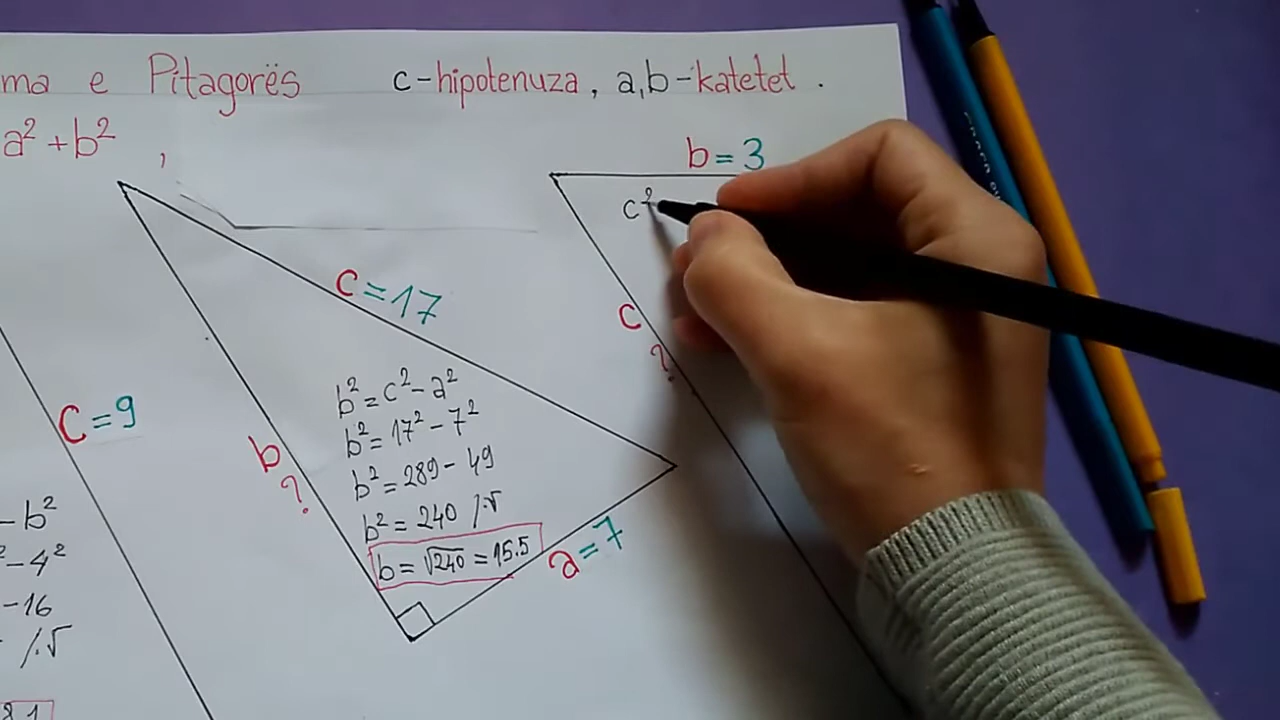 ma e Pitagorës c-hipotenuza, a,b-katetet.
a²+b²,
b=3
c²
c=17
c
?
C=9
b
?
b²=c²-a²
b²=17²-7²
b²=289-49
b²=240 /√
b=√240=15.5
a=7
-b²
²-4²
-16
/:√